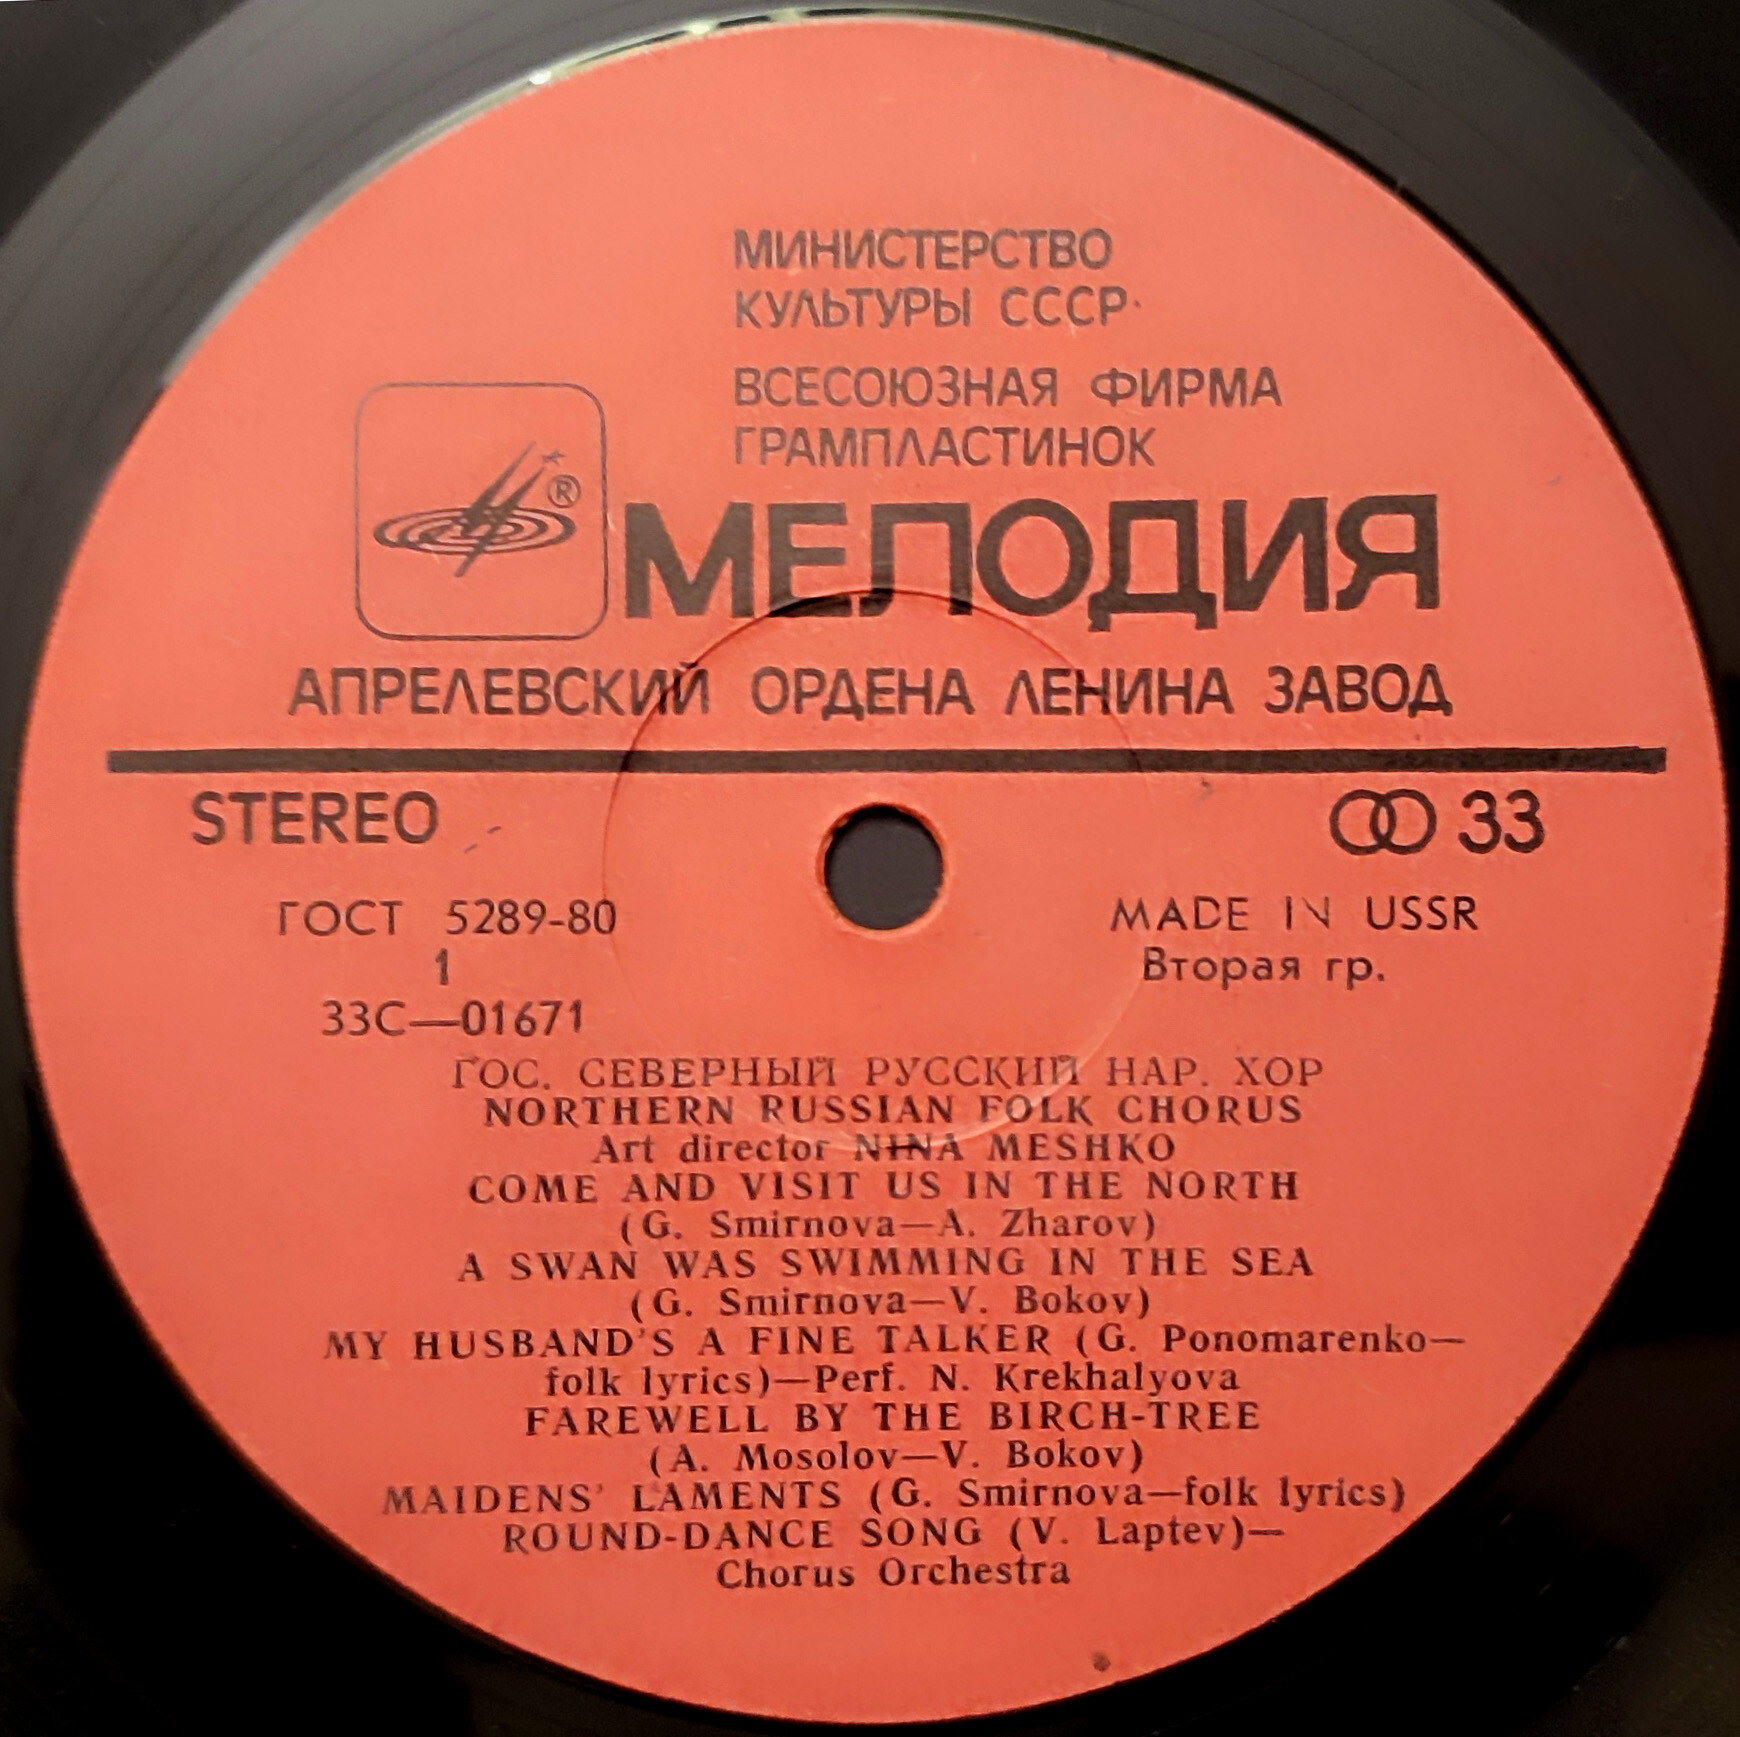 МИНИСТЕРСТВО
КУЛЬТУРЫ СССР
ВСЕСОЮЗНАЯ ФИРМА
ГРАМПЛАСТИНОК
®
МЕЛОДИЯ
АПРЕЛЕВСКИЙ ОРДЕНА ЛЕНИНА ЗАВОД
STEREO 33
ГОСТ 5289-80 MADE IN USSR
1 Вторая гр.
33С—01671
ГОС. СЕВЕРНЫЙ РУССКИЙ НАР. ХОР
NORTHERN RUSSIAN FOLK CHORUS
Art director NINA MESHKO
COME AND VISIT US IN THE NORTH
(G. Smirnova—A. Zharov)
A SWAN WAS SWIMMING IN THE SEA
(G. Smirnova—V. Bokov)
MY HUSBAND'S A FINE TALKER (G. Ponomarenko—
folk lyrics)—Perf. N. Krekhalyova
FAREWELL BY THE BIRCH-TREE
(A. Mosolov—V. Bokov)
MAIDENS' LAMENTS (G. Smirnova—folk lyrics)
ROUND-DANCE SONG (V. Laptev)—
Chorus Orchestra